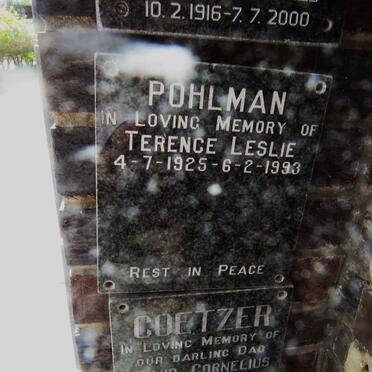 10.2.1916-7.7.2000
POHLMAN
IN LOVING MEMORY OF
TERENCE LESLIE
4-7-1925-6-2-1993
REST IN PEACE
COETZER
IN LOVING MEMORY OF
OUR DARLING DAD
CORNELIUS